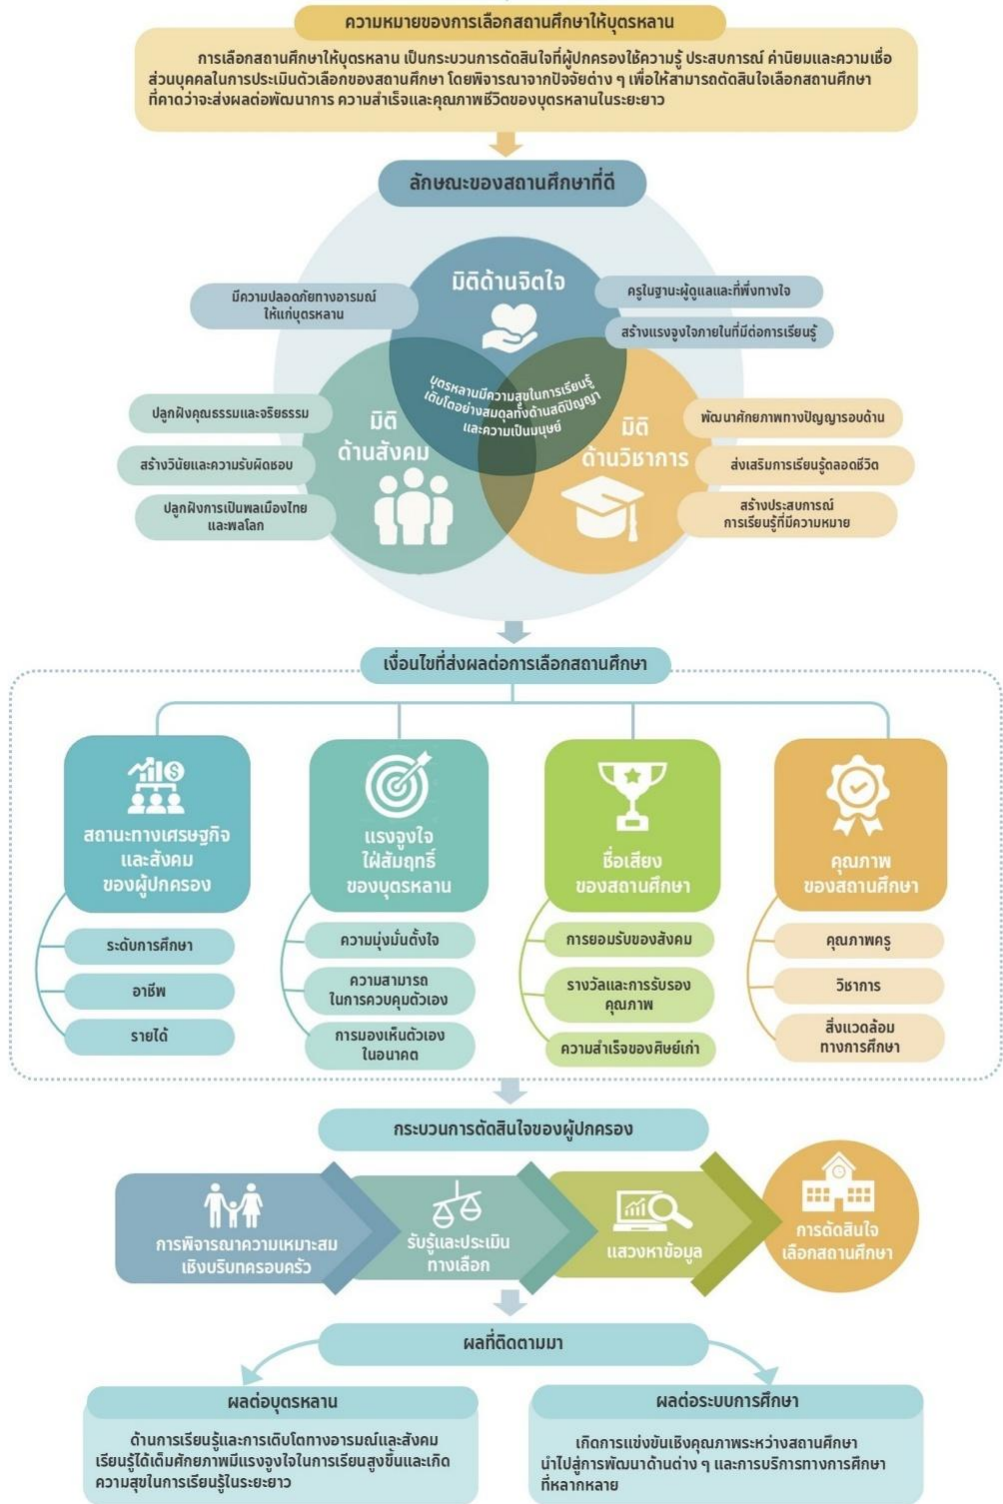 ความหมายของการเลือกสถานศึกษาให้บุตรหลาน
การเลือกสถานศึกษาให้บุตรหลาน เป็นกระบวนการตัดสินใจที่ผู้ปกครองใช้ความรู้ ประสบการณ์ ค่านิยมและความเชื่อ
ส่วนบุคคลในการประเมินตัวเลือกของสถานศึกษา โดยพิจารณาจากปัจจัยต่าง ๆ เพื่อให้สามารถตัดสินใจเลือกสถานศึกษา
ที่คาดว่าจะส่งผลต่อพัฒนาการ ความสำเร็จและคุณภาพชีวิตของบุตรหลานในระยะยาว
ลักษณะของสถานศึกษาที่ดี
มิติด้านจิตใจ
มีความปลอดภัยทางอารมณ์
ให้แก่บุตรหลาน
ครูในฐานะผู้ดูแลและที่พึ่งทางใจ
สร้างแรงจูงใจภายในที่มีต่อการเรียนรู้
บุตรหลานมีความสุขในการเรียนรู้
เติบโตอย่างสมดุลทั้งด้านสติปัญญา
และความเป็นมนุษย์
มิติ
ด้านสังคม
ปลูกฝังคุณธรรมและจริยธรรม
สร้างวินัยและความรับผิดชอบ
ปลูกฝังการเป็นพลเมืองไทย
และพลโลก
มิติ
ด้านวิชาการ
พัฒนาศักยภาพทางปัญญารอบด้าน
ส่งเสริมการเรียนรู้ตลอดชีวิต
สร้างประสบการณ์
การเรียนรู้ที่มีความหมาย
เงื่อนไขที่ส่งผลต่อการเลือกสถานศึกษา
สถานะทางเศรษฐกิจ
และสังคม
ของผู้ปกครอง
ระดับการศึกษา
อาชีพ
รายได้
แรงจูงใจ
ใฝ่สัมฤทธิ์
ของบุตรหลาน
ความมุ่งมั่นตั้งใจ
ความสามารถ
ในการควบคุมตัวเอง
การมองเห็นตัวเอง
ในอนาคต
ชื่อเสียง
ของสถานศึกษา
การยอมรับของสังคม
รางวัลและการรับรอง
คุณภาพ
ความสำเร็จของศิษย์เก่า
คุณภาพ
ของสถานศึกษา
คุณภาพครู
วิชาการ
สิ่งแวดล้อม
ทางการศึกษา
กระบวนการตัดสินใจของผู้ปกครอง
การพิจารณาความเหมาะสม
เชิงบริบทครอบครัว
รับรู้และประเมิน
ทางเลือก
แสวงหาข้อมูล
การตัดสินใจ
เลือกสถานศึกษา
ผลที่ติดตามมา
ผลต่อบุตรหลาน
ด้านการเรียนรู้และการเติบโตทางอารมณ์และสังคม
เรียนรู้ได้เต็มศักยภาพมีแรงจูงใจในการเรียนสูงขึ้นและเกิด
ความสุขในการเรียนรู้ในระยะยาว
ผลต่อระบบการศึกษา
เกิดการแข่งขันเชิงคุณภาพระหว่างสถานศึกษา
นำไปสู่การพัฒนาด้านต่าง ๆ และการบริการทางการศึกษา
ที่หลากหลาย